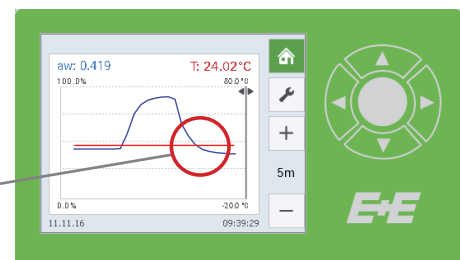 aw: 0.419 T: 24.02°C
100.0% 80.0°C
0.0% -20.0°C
11.11.16 09:39:29
+
5m
−
E+E